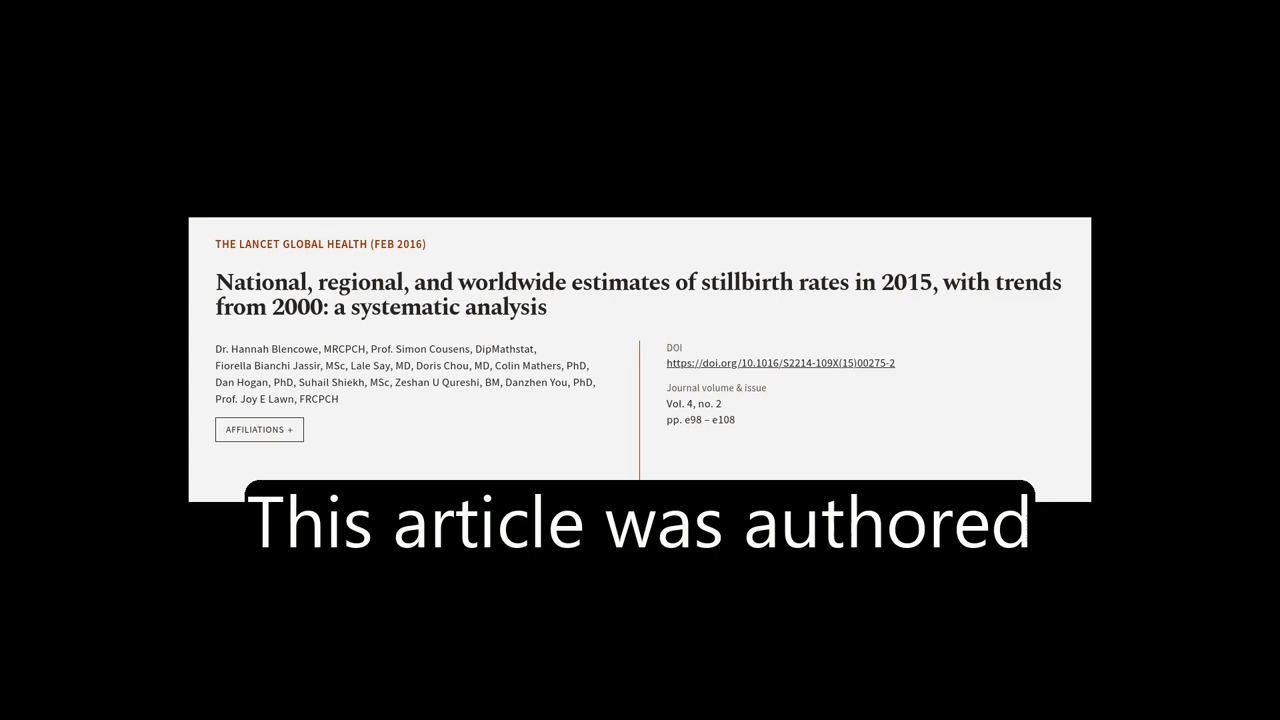 THE LANCET GLOBAL HEALTH (FEB 2016)
National, regional, and worldwide estimates of stillbirth rates in 2015, with trends
from 2000: a systematic analysis
Dr. Hannah Blencowe, MRCPCH, Prof. Simon Cousens, DipMathstat,
Fiorella Bianchi Jassir, MSc, Lale Say, MD, Doris Chou, MD, Colin Mathers, PhD,
Dan Hogan, PhD, Suhail Shiekh, MSc, Zeshan U Qureshi, BM, Danzhen You, PhD,
Prof. Joy E Lawn, FRCPCH
AFFILIATIONS +
DOI
https://doi.org/10.1016/S2214-109X(15)00275-2
Journal volume & issue
Vol. 4, no. 2
pp. e98 – e108
This article was authored